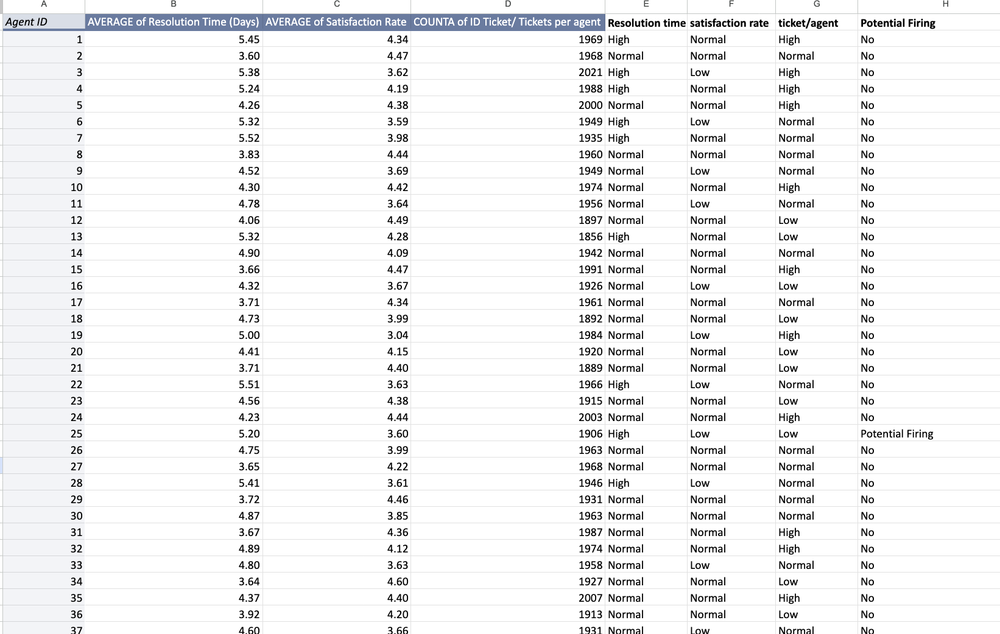 A B C D E F G H
Agent ID AVERAGE of Resolution Time (Days) AVERAGE of Satisfaction Rate COUNTA of ID Ticket/ Tickets per agent Resolution time satisfaction rate ticket/agent Potential Firing
1 5.45 4.34 1969 High Normal High No
2 3.60 4.47 1968 Normal Normal Normal No
3 5.38 3.62 2021 High Low High No
4 5.24 4.19 1988 High Normal High No
5 4.26 4.38 2000 Normal Normal High No
6 5.32 3.59 1949 High Low Normal No
7 5.52 3.98 1935 High Normal Normal No
8 3.83 4.44 1960 Normal Normal Normal No
9 4.52 3.69 1949 Normal Low Normal No
10 4.30 4.42 1974 Normal Normal High No
11 4.78 3.64 1956 Normal Low Normal No
12 4.06 4.49 1897 Normal Normal Low No
13 5.32 4.28 1856 High Normal Low No
14 4.90 4.09 1942 Normal Normal Normal No
15 3.66 4.47 1991 Normal Normal High No
16 4.32 3.67 1926 Normal Low Low No
17 3.71 4.34 1961 Normal Normal Normal No
18 4.73 3.99 1892 Normal Normal Low No
19 5.00 3.04 1984 Normal Low High No
20 4.41 4.15 1920 Normal Normal Low No
21 3.71 4.40 1889 Normal Normal Low No
22 5.51 3.63 1966 High Low Normal No
23 4.56 4.38 1915 Normal Normal Low No
24 4.23 4.44 2003 Normal Normal High No
25 5.20 3.60 1906 High Low Low Potential Firing
26 4.75 3.99 1963 Normal Normal Normal No
27 3.65 4.22 1968 Normal Normal Normal No
28 5.41 3.61 1946 High Low Normal No
29 3.72 4.46 1931 Normal Normal Normal No
30 4.87 3.85 1963 Normal Normal Normal No
31 3.67 4.36 1987 Normal Normal High No
32 4.89 4.12 1974 Normal Normal High No
33 4.80 3.63 1958 Normal Low Normal No
34 3.64 4.60 1927 Normal Normal Low No
35 4.37 4.40 2007 Normal Normal High No
36 3.92 4.20 1913 Normal Normal Low No
37 4.60 3.66 1931 Normal Low Normal No